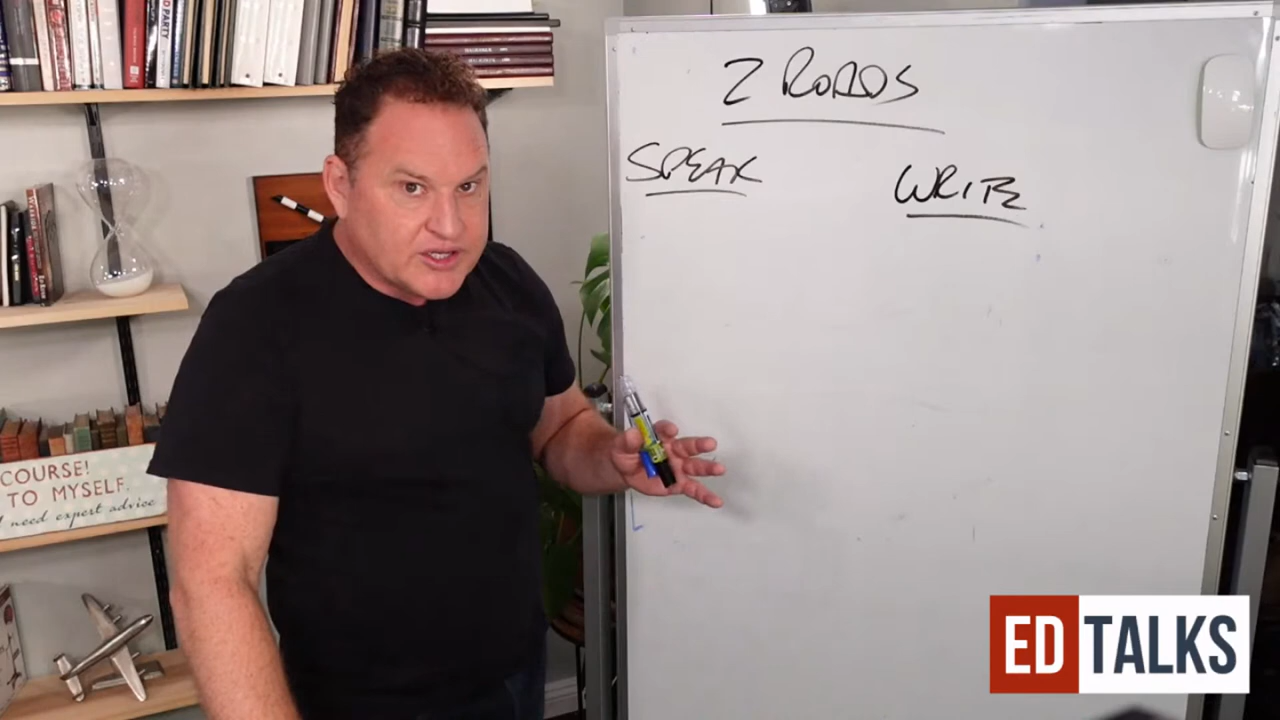 2 ROADS
SPEAK
WRITE
COURSE!
TO MYSELF.
need expert advice
ED TALKS